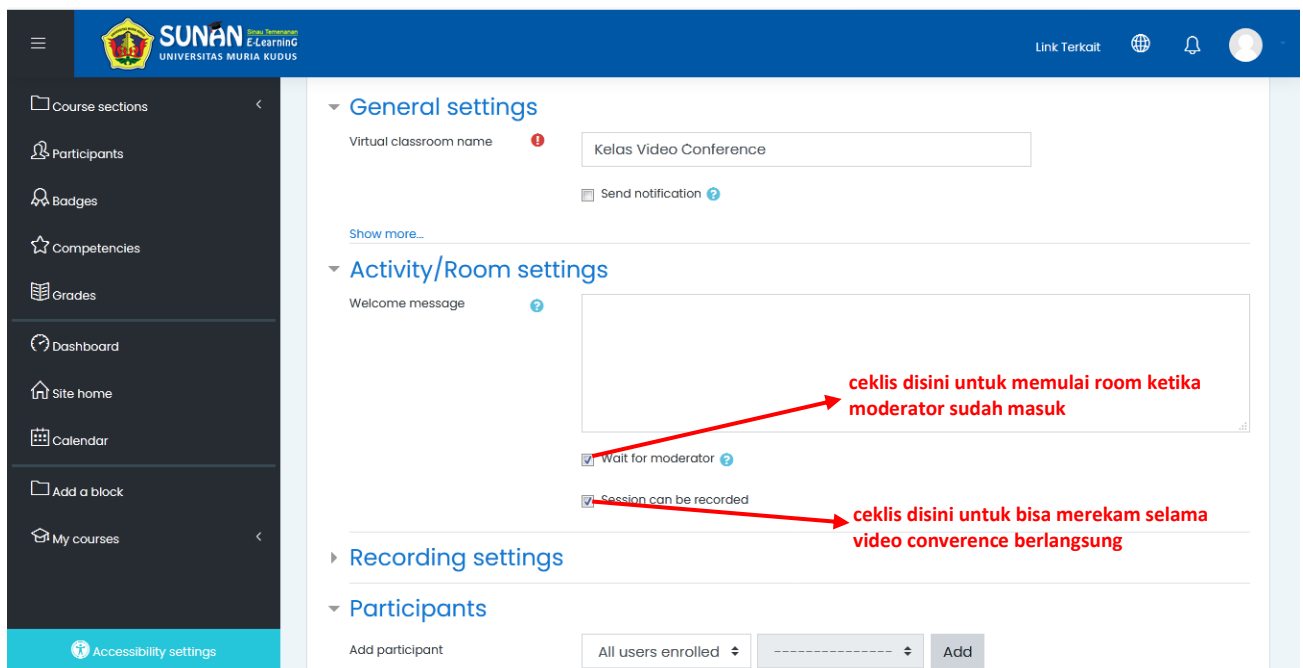 SUNAN Sinau Temenanan
E-LearninG
UNIVERSITAS MURIA KUDUS
Link Terkait
Course sections
Participants
Badges
Competencies
Grades
Dashboard
Site home
Calendar
Add a block
My courses
Accessibility settings
General settings
Virtual classroom name
Kelas Video Conference
Send notification
Show more...
Activity/Room settings
Welcome message
ceklis disini untuk memulai room ketika
moderator sudah masuk
Wait for moderator
Session can be recorded
ceklis disini untuk bisa merekam selama
video converence berlangsung
Recording settings
Participants
Add participant
All users enrolled
---------------
Add